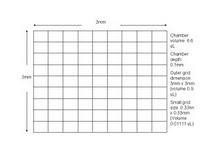 3mm
3mm
Chamber
volume 4-6
uL
Chamber
depth
0.1mm
Outer grid
dimension
3mm x 3mm
(volume 0.9
uL)
Small grid
size 0.33m
x 0.33mm
(Volume
0.01111 uL)